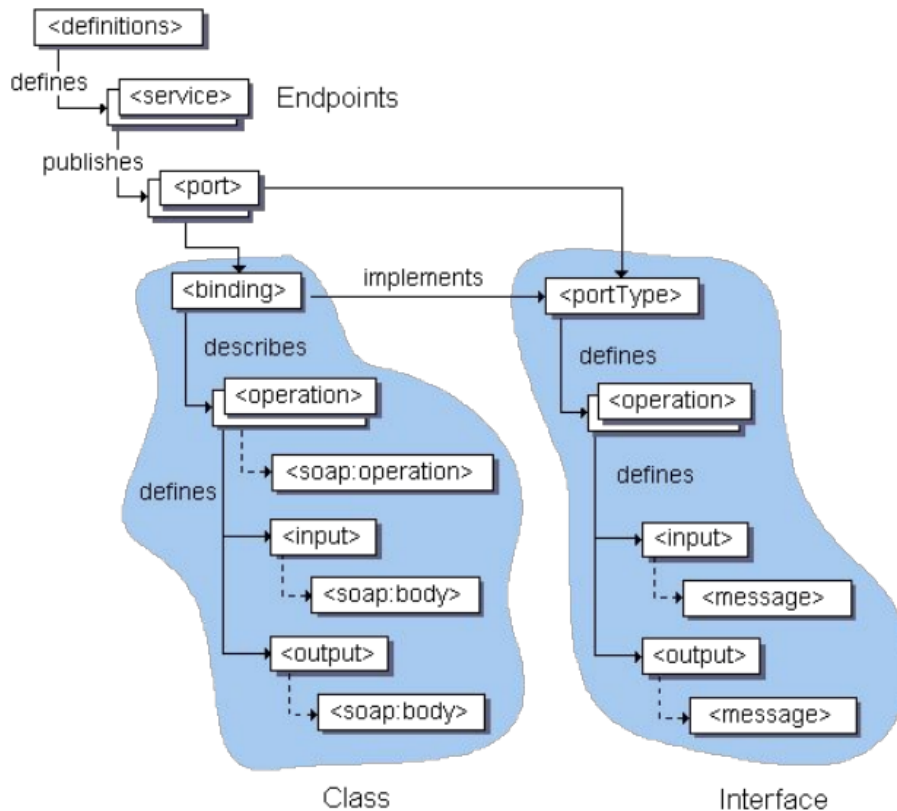 <definitions>
defines
<service>
Endpoints
publishes
<port>
<binding>
implements
<portType>
describes
defines
<operation>
<operation>
<soap:operation>
defines
defines
<input>
<input>
<soap:body>
<message>
<output>
<output>
<soap:body>
<message>
Class
Interface